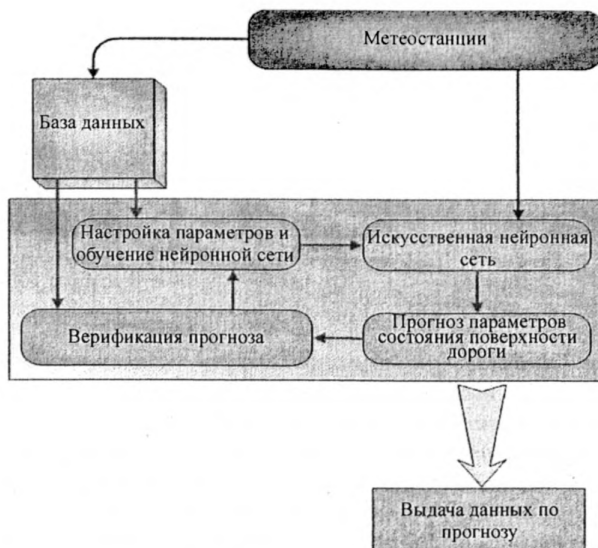 Метеостанции
База данных
Настройка параметров и
обучение нейронной сети
Искусственная нейронная
сеть
Верификация прогноза
Прогноз параметров
состояния поверхности
дороги
Выдача данных по
прогнозу